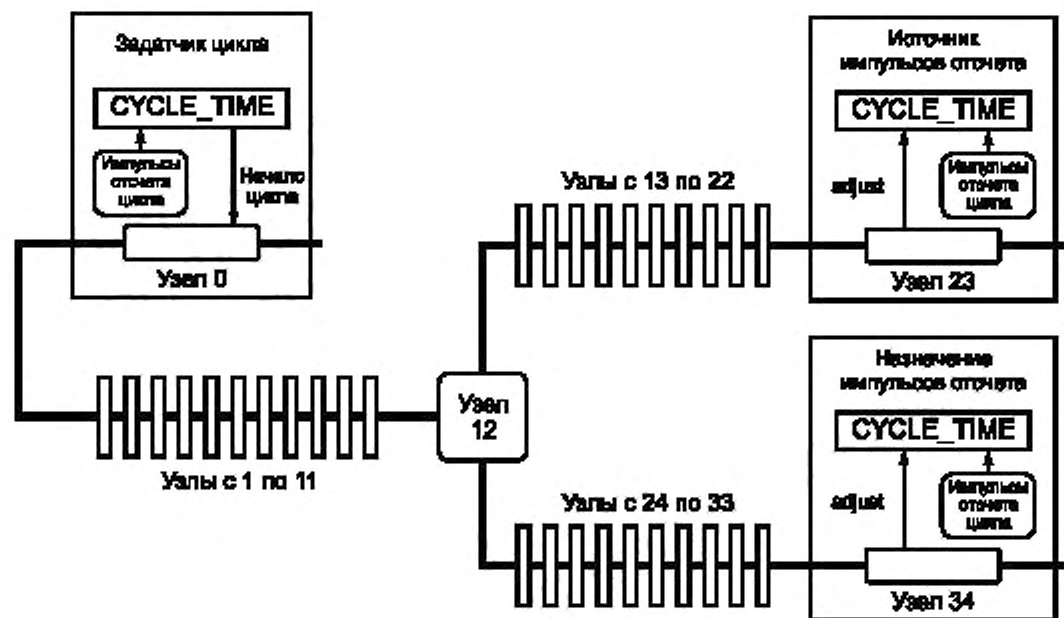 Задатчик цикла
CYCLE_TIME
Импульсы
отсчета
цикла
Начало
цикла
Узел 0
Узлы с 1 по 11
Узел
12
Узлы с 13 по 22
Источник
импульсов отсчета
CYCLE_TIME
adjust
Импульсы
отсчета
цикла
Узел 23
Узлы с 24 по 33
Назначение
импульсов отсчета
CYCLE_TIME
adjust
Импульсы
отсчета
цикла
Узел 34